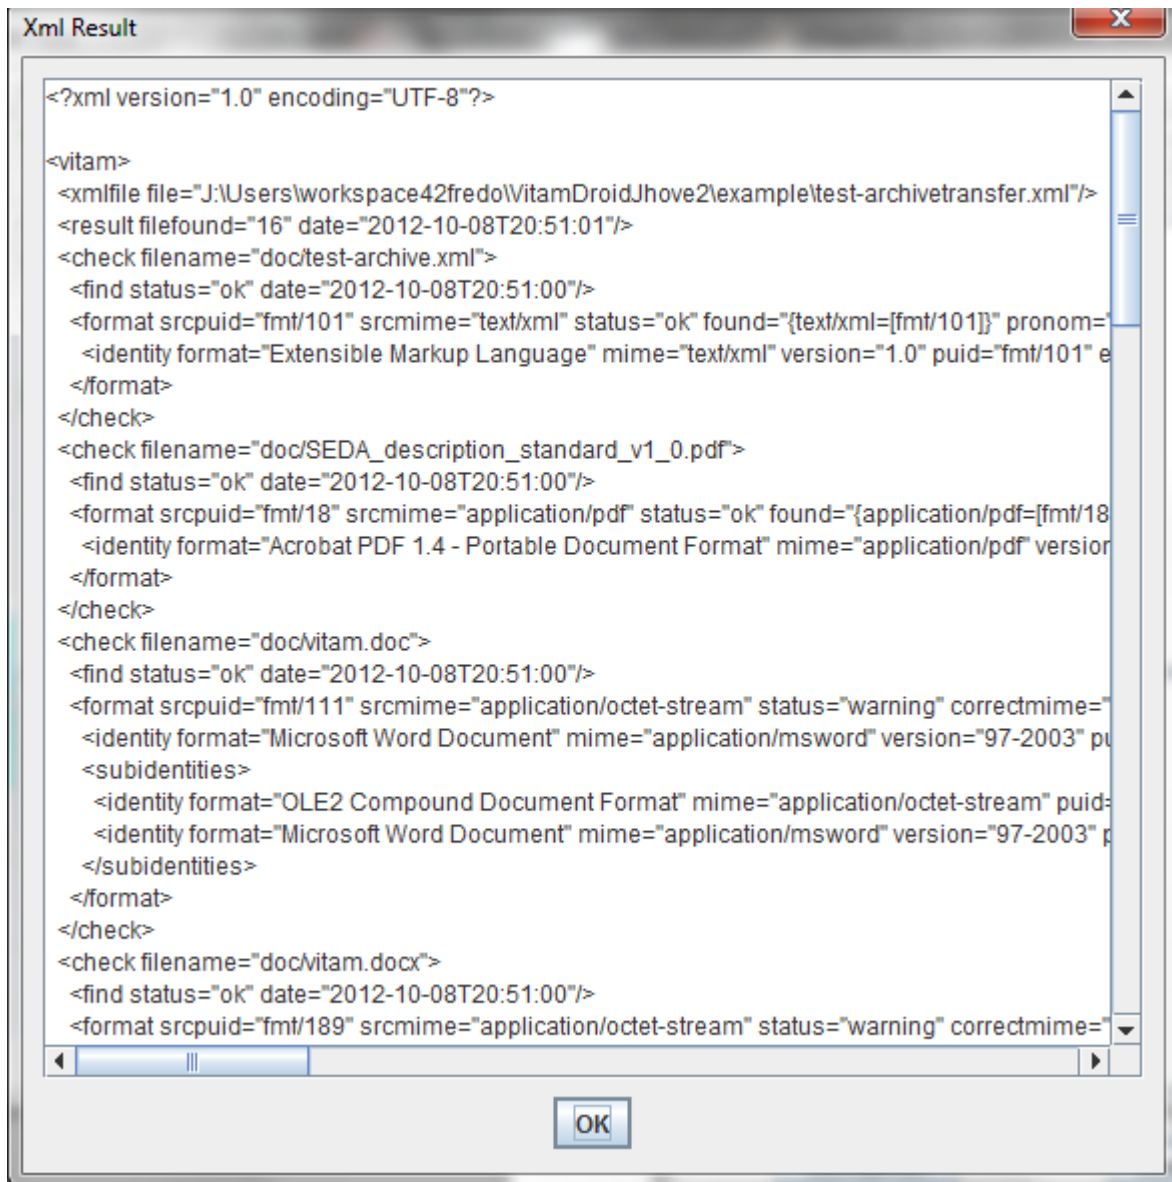 Xml Result
x
<?xml version="1.0" encoding="UTF-8"?>
<vitam>
<xmlfile file="J:\Users\workspace42fredo\VitamDroidJhove2\example\test-archivetransfer.xml"/>
<result filefound="16" date="2012-10-08T20:51:01"/>
<check filename="doc/test-archive.xml">
<find status="ok" date="2012-10-08T20:51:00"/>
<format srcpuid="fmt/101" srcmime="text/xml" status="ok" found="{text/xml=[fmt/101]}" pronom="
<identity format="Extensible Markup Language" mime="text/xml" version="1.0" puid="fmt/101" e
</format>
</check>
<check filename="doc/SEDA_description_standard_v1_0.pdf">
<find status="ok" date="2012-10-08T20:51:00"/>
<format srcpuid="fmt/18" srcmime="application/pdf" status="ok" found="{application/pdf=[fmt/18
<identity format="Acrobat PDF 1.4 - Portable Document Format" mime="application/pdf" version
</format>
</check>
<check filename="doc/vitam.doc">
<find status="ok" date="2012-10-08T20:51:00"/>
<format srcpuid="fmt/111" srcmime="application/octet-stream" status="warning" correctmime="
<identity format="Microsoft Word Document" mime="application/msword" version="97-2003" pu
<subidentities>
<identity format="OLE2 Compound Document Format" mime="application/octet-stream" puid=
<identity format="Microsoft Word Document" mime="application/msword" version="97-2003" p
</subidentities>
</format>
</check>
<check filename="doc/vitam.docx">
<find status="ok" date="2012-10-08T20:51:00"/>
<format srcpuid="fmt/189" srcmime="application/octet-stream" status="warning" correctmime="
OK